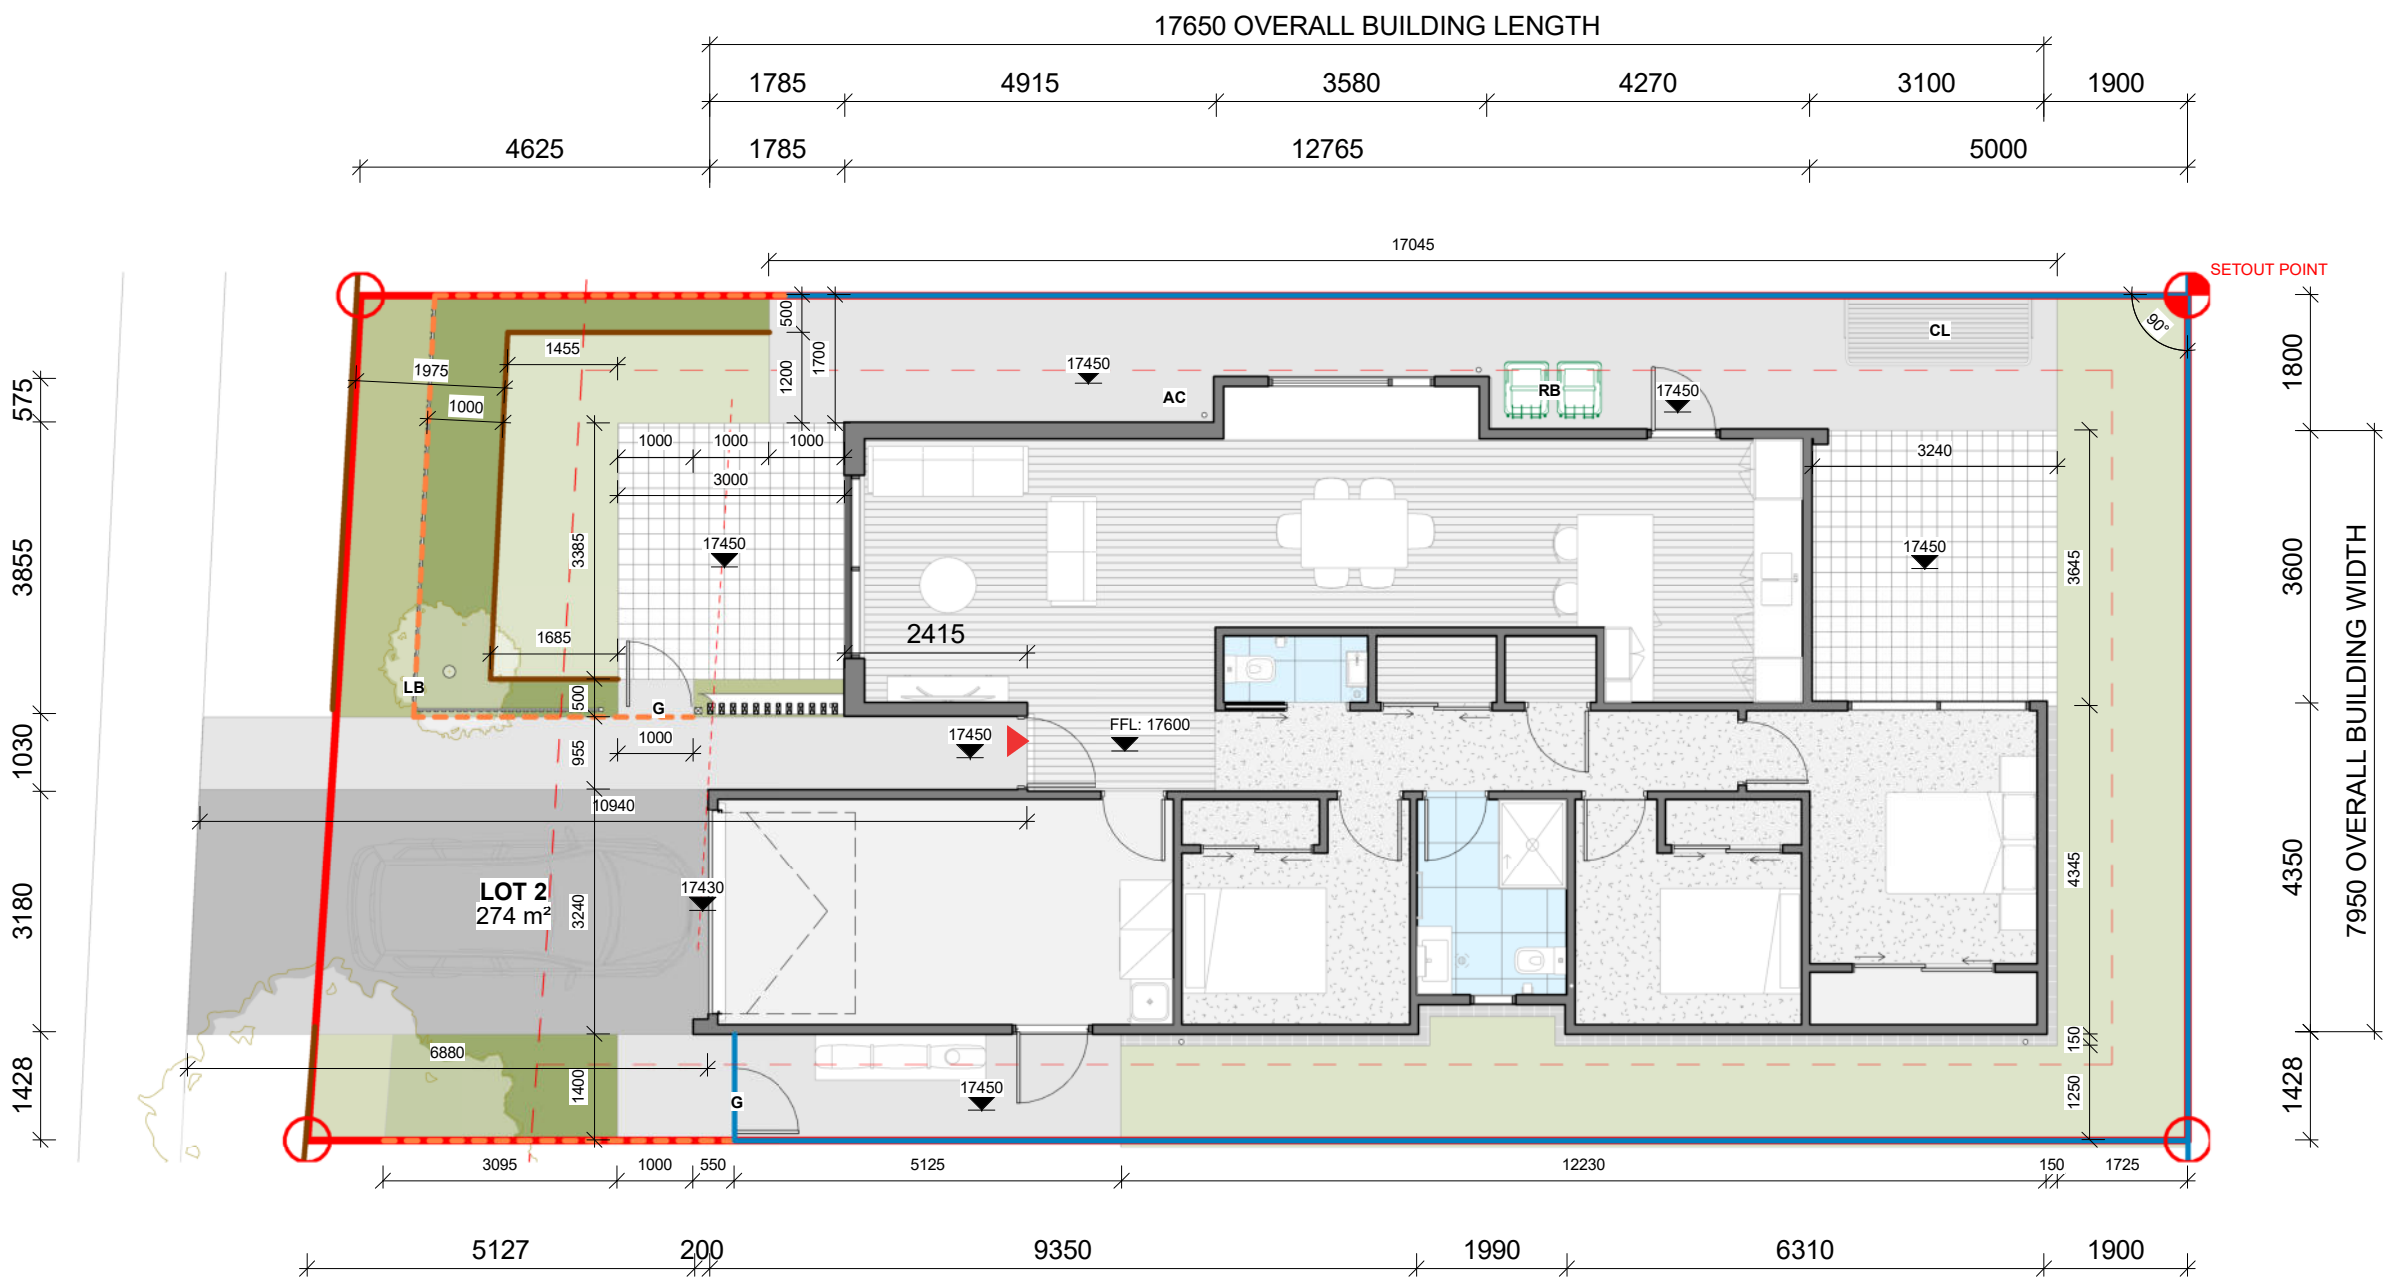 17650 OVERALL BUILDING LENGTH
1785 4915 3580 4270 3100 1900
4625 1785 12765 5000
17045
SETOUT POINT
90°
500
1200
1700
1455
1975
1000
17450
AC
RB
17450
CL
575
3855
1030
3180
1428
1800
3600
4350
1428
7950 OVERALL BUILDING WIDTH
1000 1000 1000
3000
3240
3385
17450
17450
3645
2415
1685
LB
500
G
1000
955
17450
FFL: 17600
10940
LOT 2
274 m²
17430
3240
4345
6880
1400
G
17450
150
1250
3095 1000 550 5125 12230 150 1725
5127 200 9350 1990 6310 1900